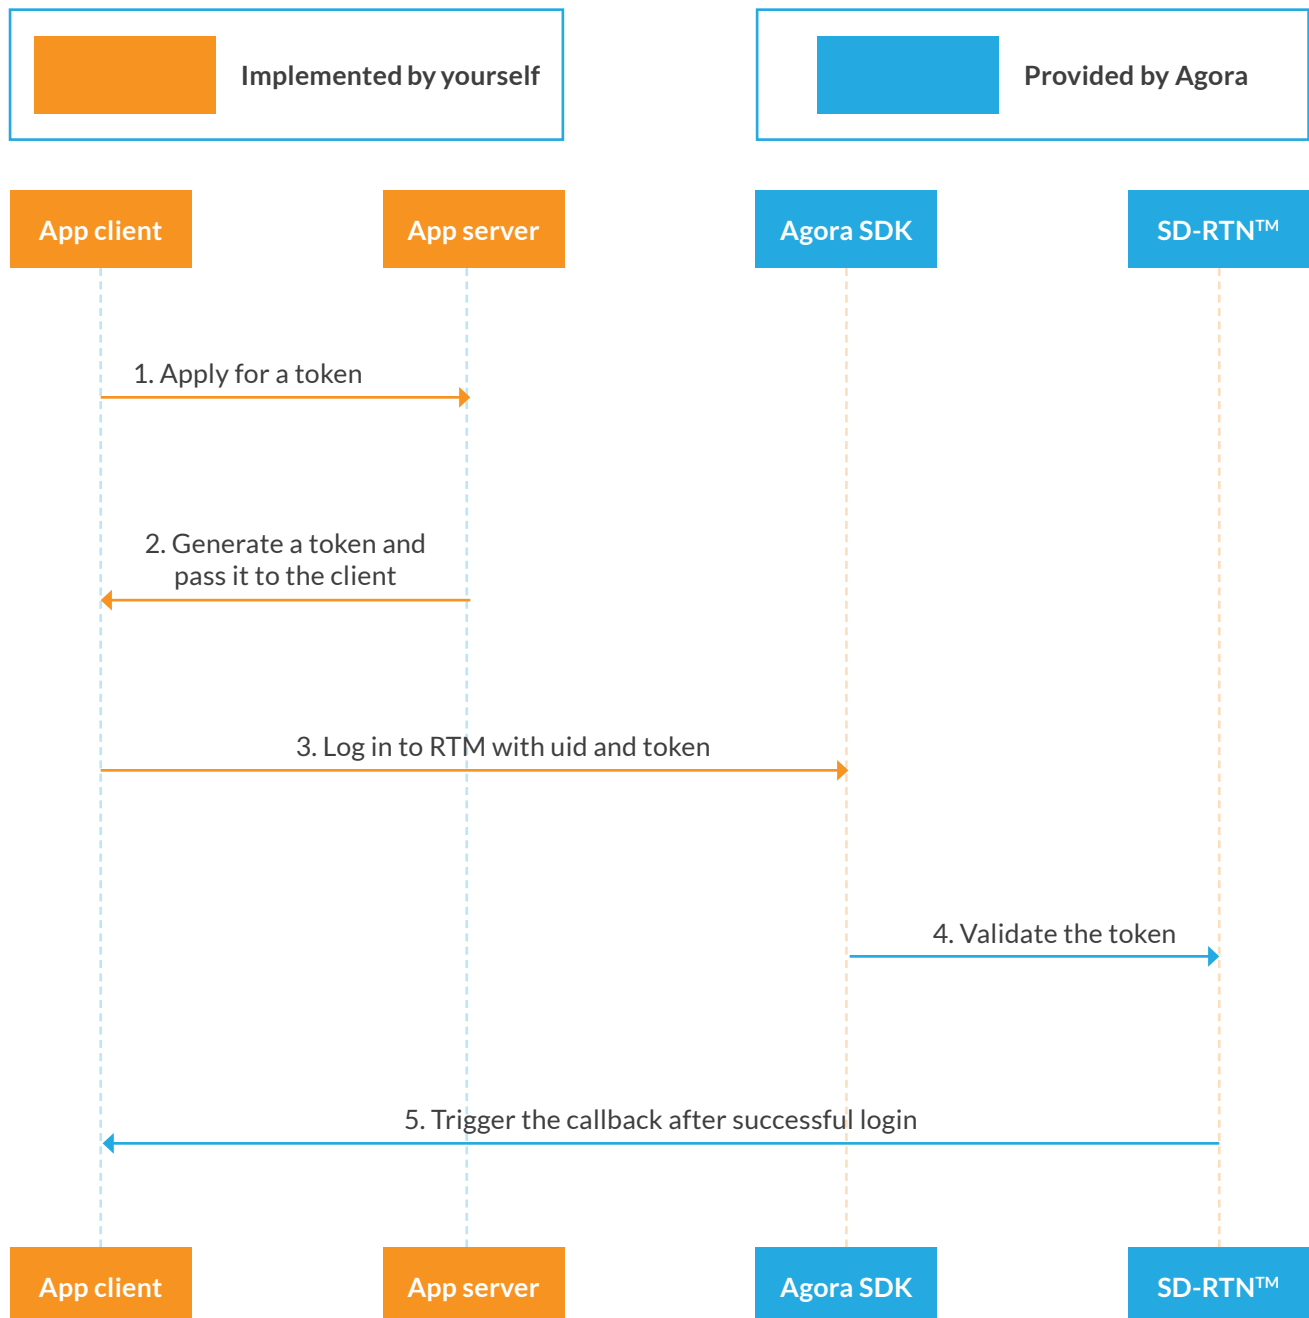 Implemented by yourself
Provided by Agora
App client
App server
Agora SDK
SD-RTN™
1. Apply for a token
2. Generate a token and
pass it to the client
3. Log in to RTM with uid and token
4. Validate the token
5. Trigger the callback after successful login
App client
App server
Agora SDK
SD-RTN™